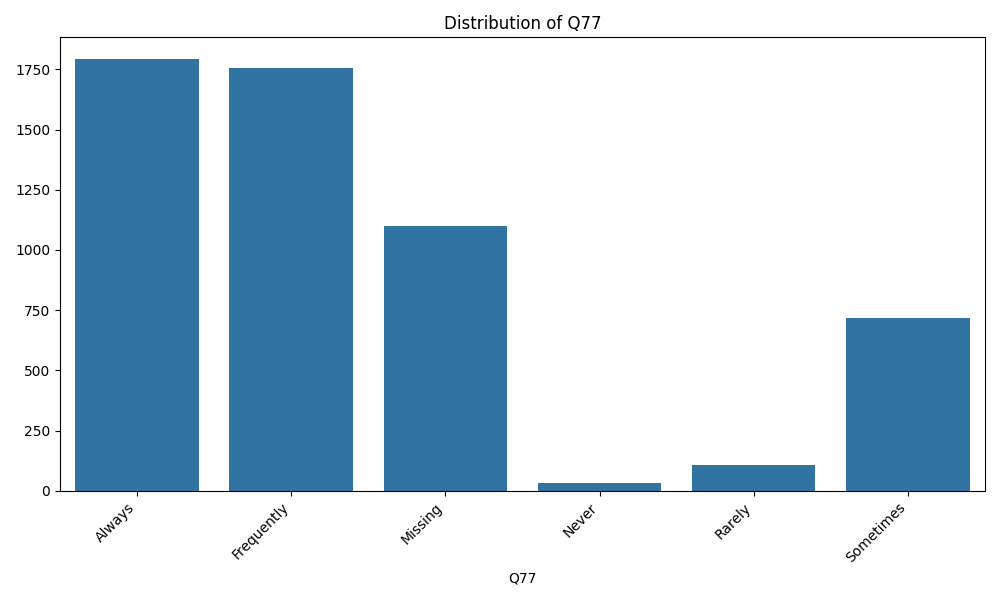 Distribution of Q77
1750
1500
1250
1000
750
500
250
0
Always
Frequently
Missing
Never
Rarely
Sometimes
Q77